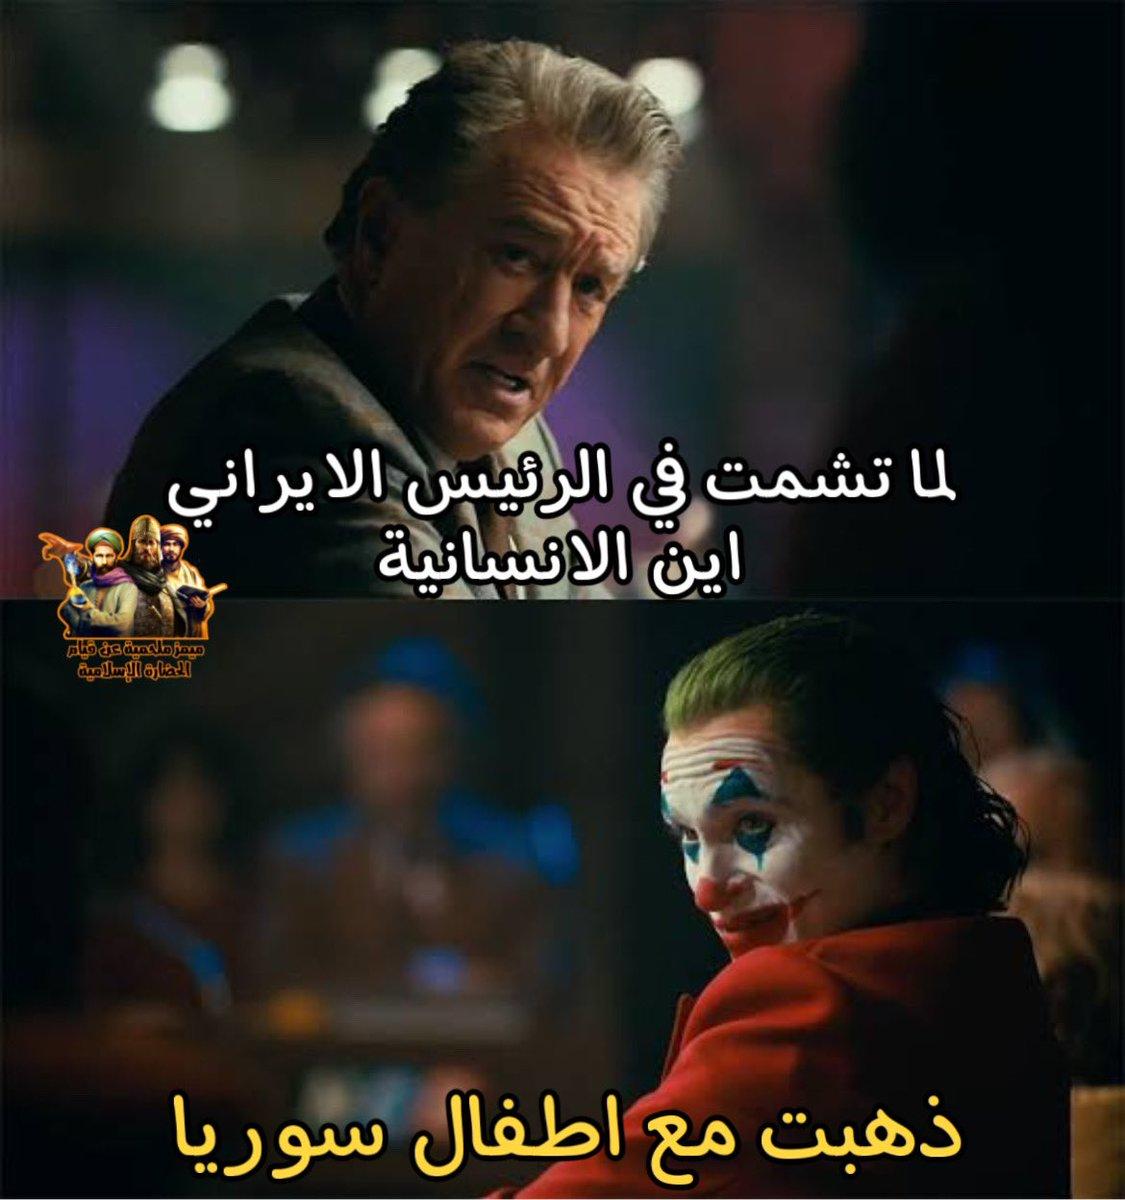 لما تشمت في الرئيس الايراني
اين الانسانية
ميمز ملحمية عن قيام
الحضارة الإسلامية
ذهبت مع اطفال سوريا